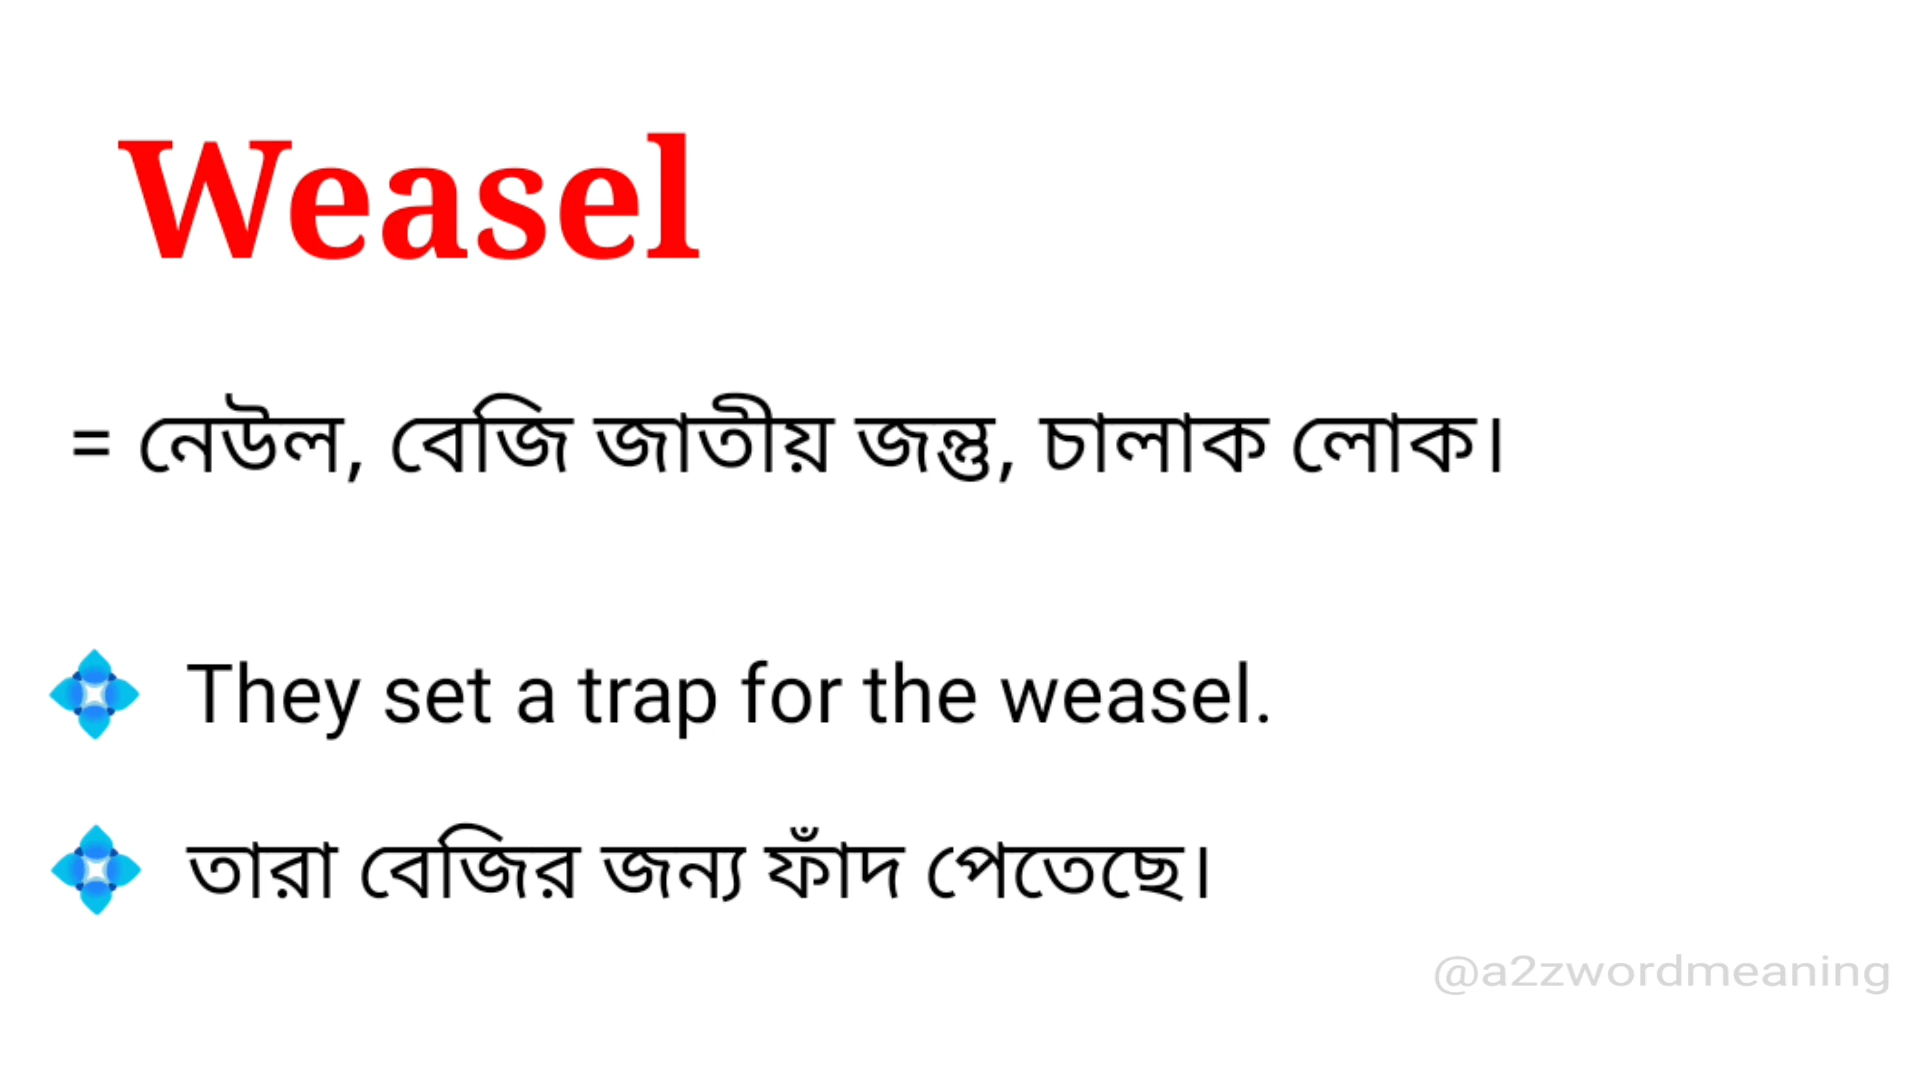 Weasel
= নেউল, বেজি জাতীয় জন্তু, চালাক লোক।
They set a trap for the weasel.
তারা বেজির জন্য ফাঁদ পেতেছে।
@a2zwordmeaning